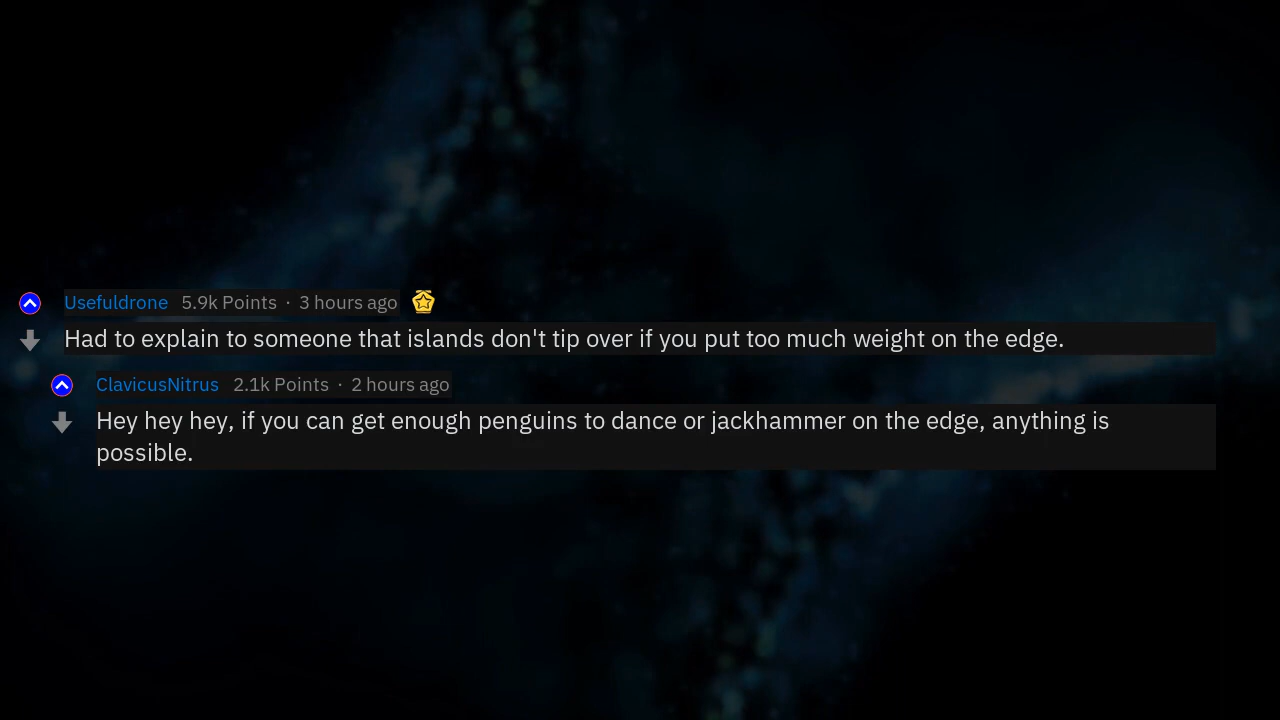 Usefuldrone 5.9k Points · 3 hours ago
Had to explain to someone that islands don't tip over if you put too much weight on the edge.
ClavicusNitrus 2.1k Points · 2 hours ago
Hey hey hey, if you can get enough penguins to dance or jackhammer on the edge, anything is
possible.